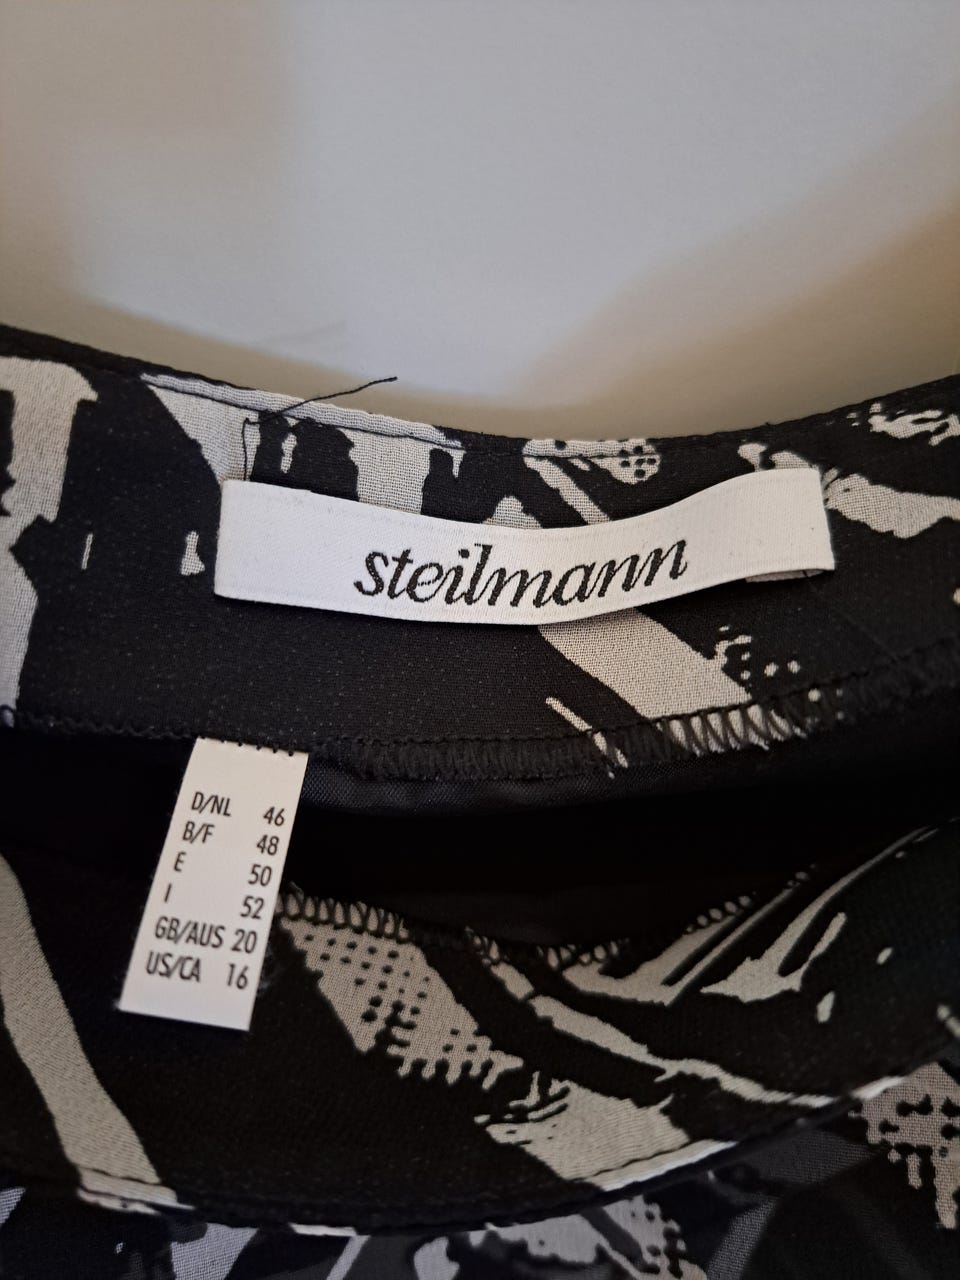 steilmann
D/NL 46
B/F 48
E 50
I 52
GB/AUS 20
US/CA 16